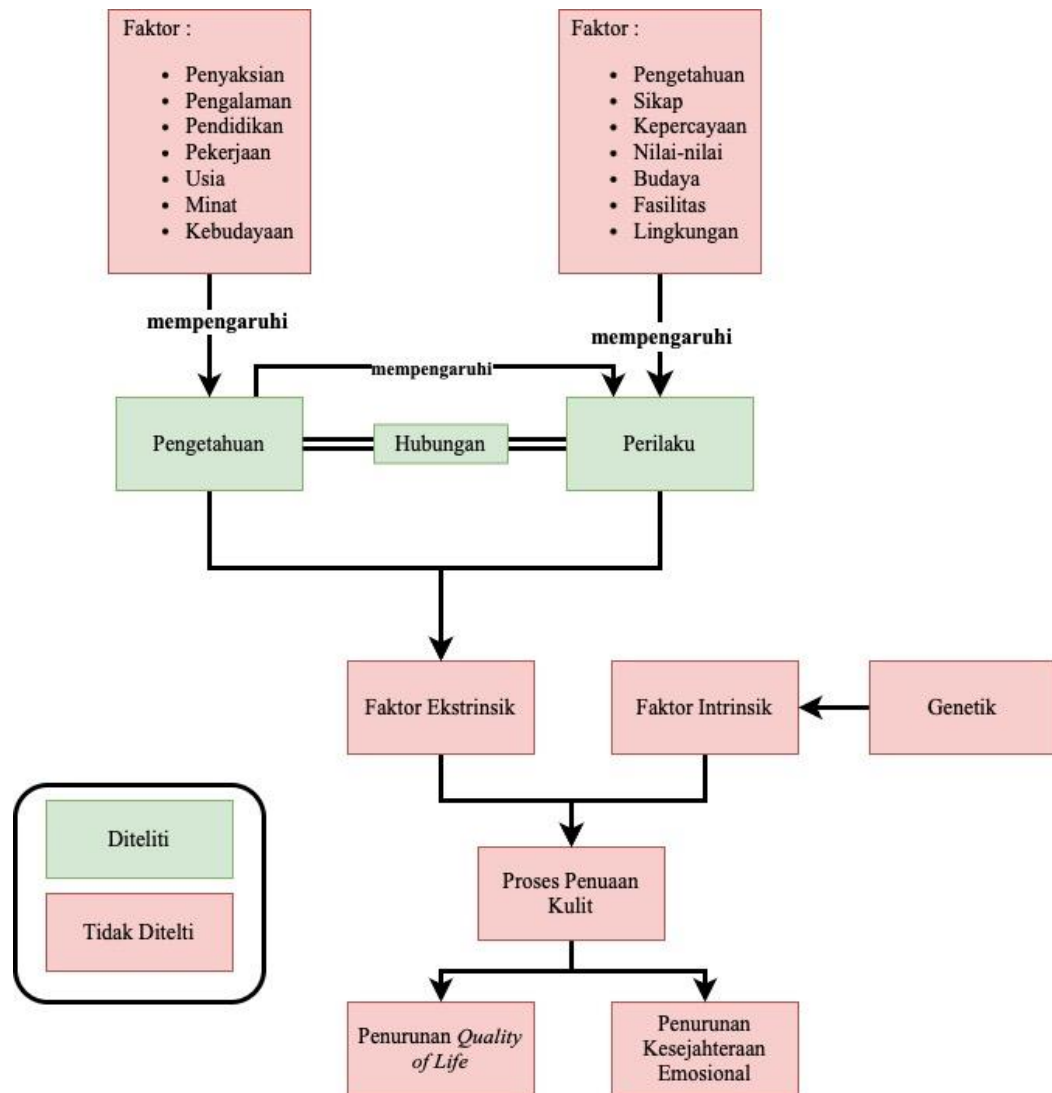 Faktor :
• Penyaksian
• Pengalaman
• Pendidikan
• Pekerjaan
• Usia
• Minat
• Kebudayaan
Faktor :
• Pengetahuan
• Sikap
• Kepercayaan
• Nilai-nilai
• Budaya
• Fasilitas
• Lingkungan
mempengaruhi
mempengaruhi
mempengaruhi
Pengetahuan
Hubungan
Perilaku
Faktor Ekstrinsik
Faktor Intrinsik
Genetik
Diteliti
Tidak Ditelti
Proses Penuaan
Kulit
Penurunan Quality
of Life
Penurunan
Kesejahteraan
Emosional